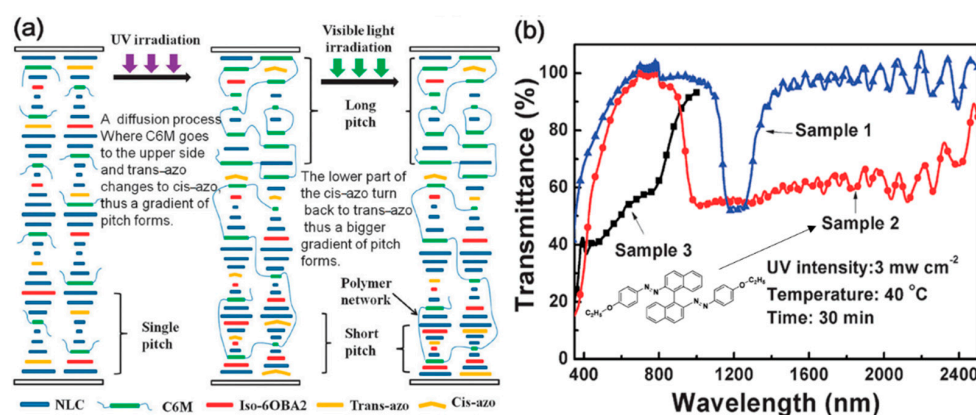 (a)
UV irradiation
Visible light
irradiation
A diffusion process
Where C6M goes
to the upper side
and trans-azo
changes to cis-azo,
thus a gradient of
pitch forms.
Long
pitch
The lower part of
the cis-azo turn
back to trans-azo
thus a bigger
gradient of pitch
forms.
Polymer
network
Single
pitch
Short
pitch
NLC
C6M
Iso-6OBA2
Trans-azo
Cis-azo
(b)
Transmittance (%)
100
80
60
40
20
0
Sample 1
Sample 2
Sample 3
C₂H₅O
N
N
N
N
OC₂H₅
UV intensity:3 mw cm⁻²
Temperature: 40 °C
Time: 30 min
400 800 1200 1600 2000 2400
Wavelength (nm)